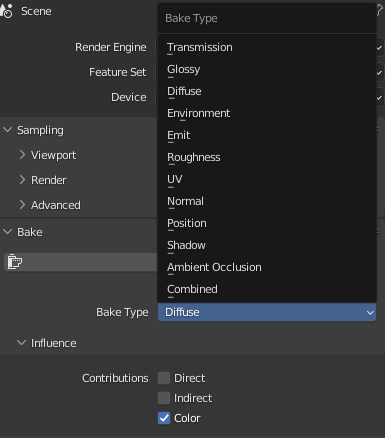 Scene
Bake Type
Render Engine
Transmission
Glossy
Feature Set
Diffuse
Device
Environment
Sampling
Emit
Viewport
Roughness
Render
UV
Advanced
Normal
Position
Bake
Shadow
Ambient Occlusion
Combined
Bake Type Diffuse
Influence
Contributions Direct
Indirect
Color